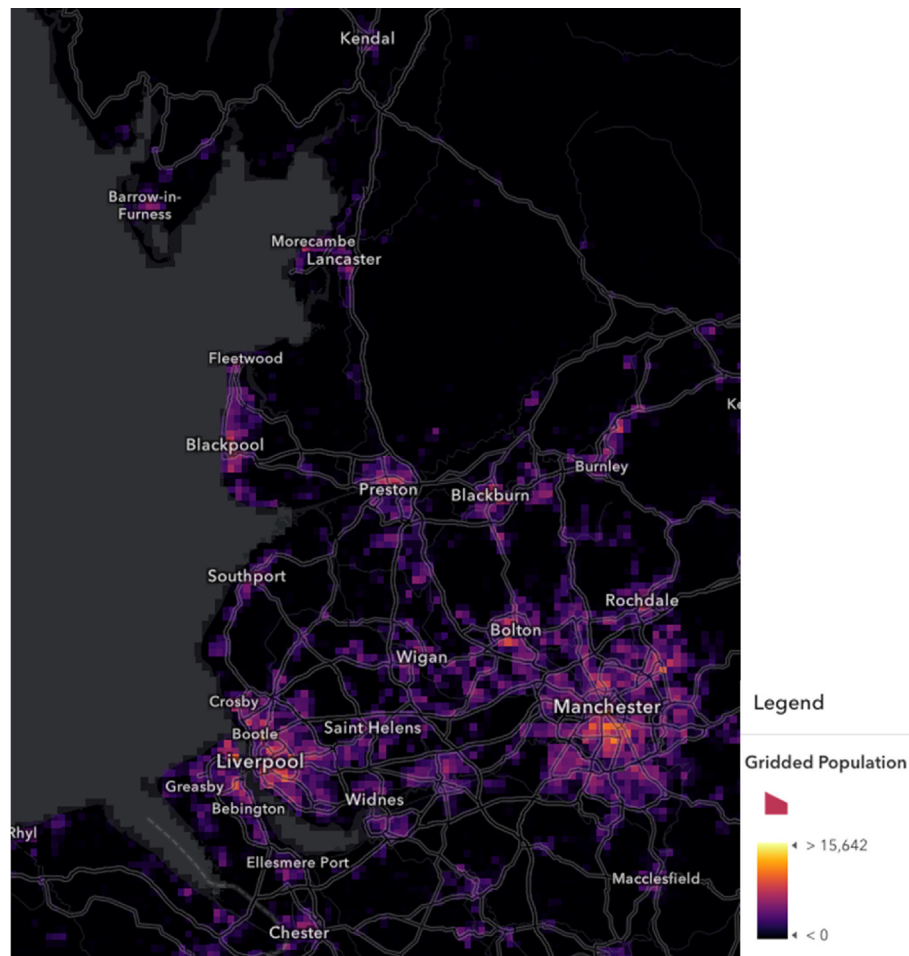 Kendal
Barrow-in-
Furness
Morecambe
Lancaster
Fleetwood
Blackpool
Ke
Burnley
Preston
Blackburn
Southport
Rochdale
Bolton
Wigan
Crosby
Manchester
Bootle
Saint Helens
Liverpool
Greasby
Widnes
Bebington
Rhyl
Ellesmere Port
Macclesfield
Chester
Legend
Gridded Population
> 15,642
< 0